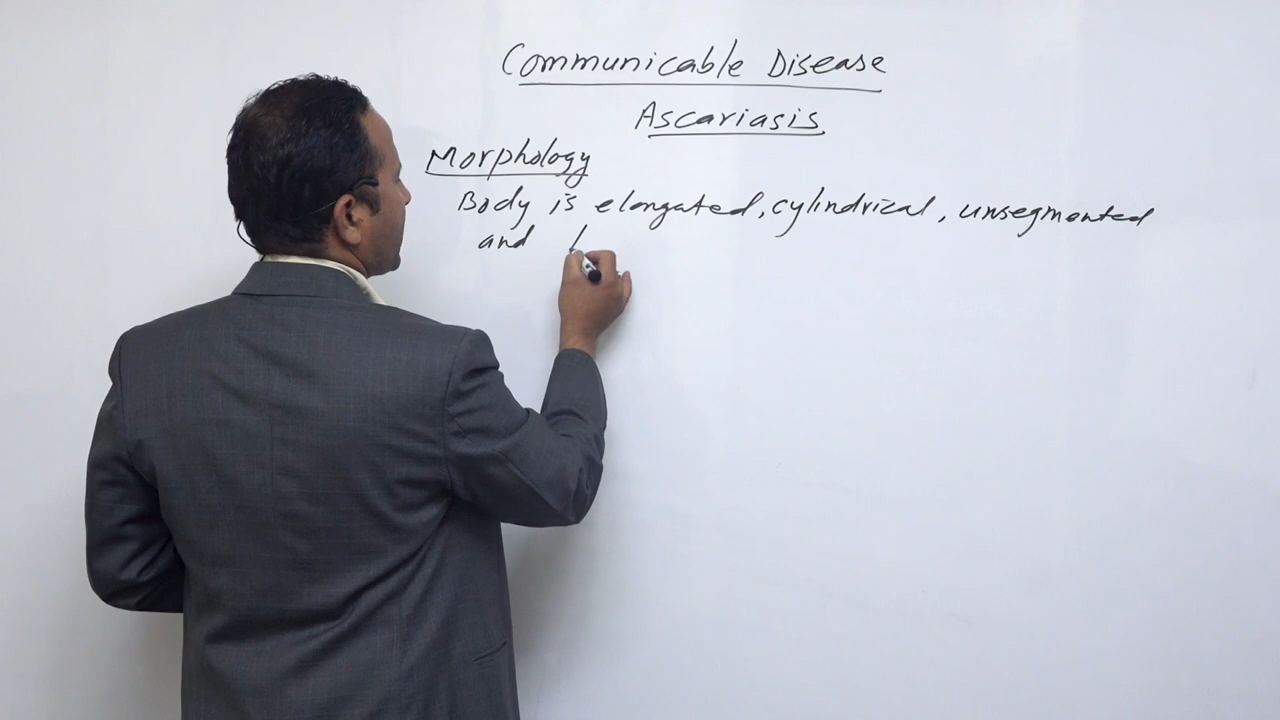 Communicable Disease
Ascariasis
Morphology
Body is elongated, cylindrical, unsegmented
and